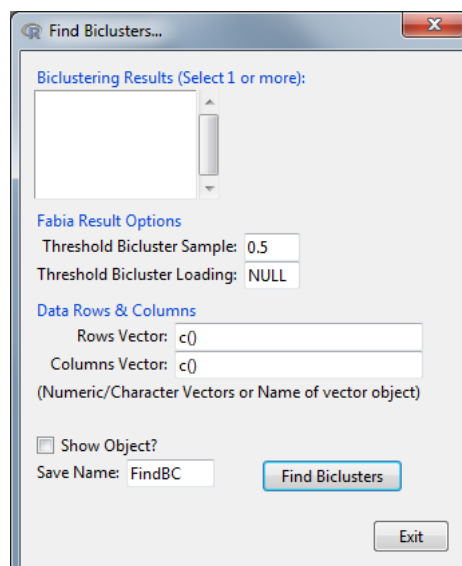 Find Biclusters...
Biclustering Results (Select 1 or more):
Fabia Result Options
Threshold Bicluster Sample: 0.5
Threshold Bicluster Loading: NULL
Data Rows & Columns
Rows Vector: c()
Columns Vector: c()
(Numeric/Character Vectors or Name of vector object)
Show Object?
Save Name: FindBC Find Biclusters
Exit